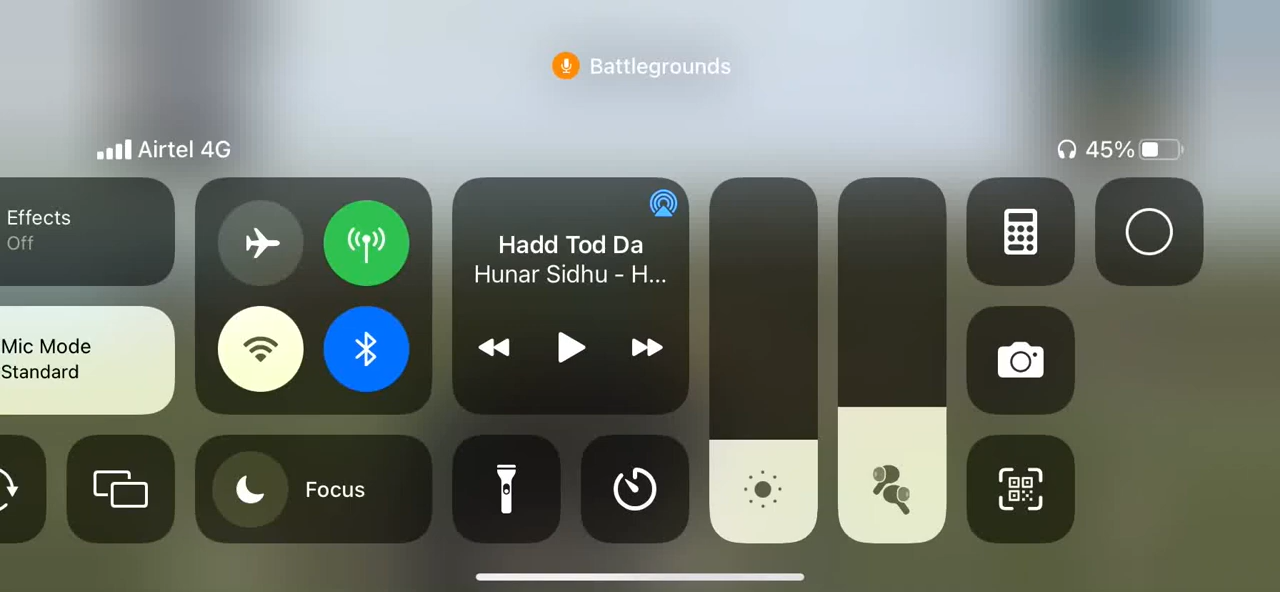 Battlegrounds
Airtel 4G
45%
Effects
Off
Hadd Tod Da
Hunar Sidhu - H...
Mic Mode
Standard
Focus